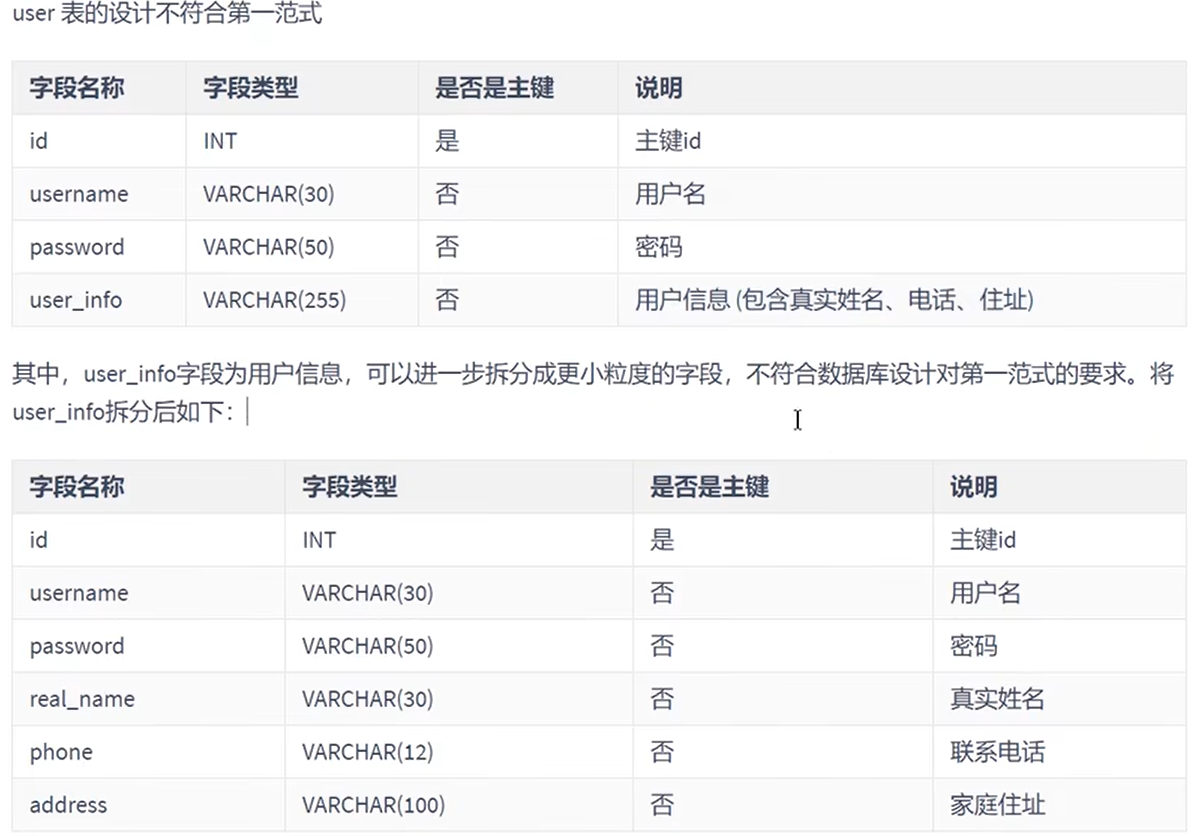 user 表的设计不符合第一范式
字段名称 字段类型 是否是主键 说明
id INT 是 主键id
username VARCHAR(30) 否 用户名
password VARCHAR(50) 否 密码
user_info VARCHAR(255) 否 用户信息 (包含真实姓名、电话、住址)
其中，user_info字段为用户信息，可以进一步拆分成更小粒度的字段，不符合数据库设计对第一范式的要求。将
user_info拆分后如下：
字段名称 字段类型 是否是主键 说明
id INT 是 主键id
username VARCHAR(30) 否 用户名
password VARCHAR(50) 否 密码
real_name VARCHAR(30) 否 真实姓名
phone VARCHAR(12) 否 联系电话
address VARCHAR(100) 否 家庭住址